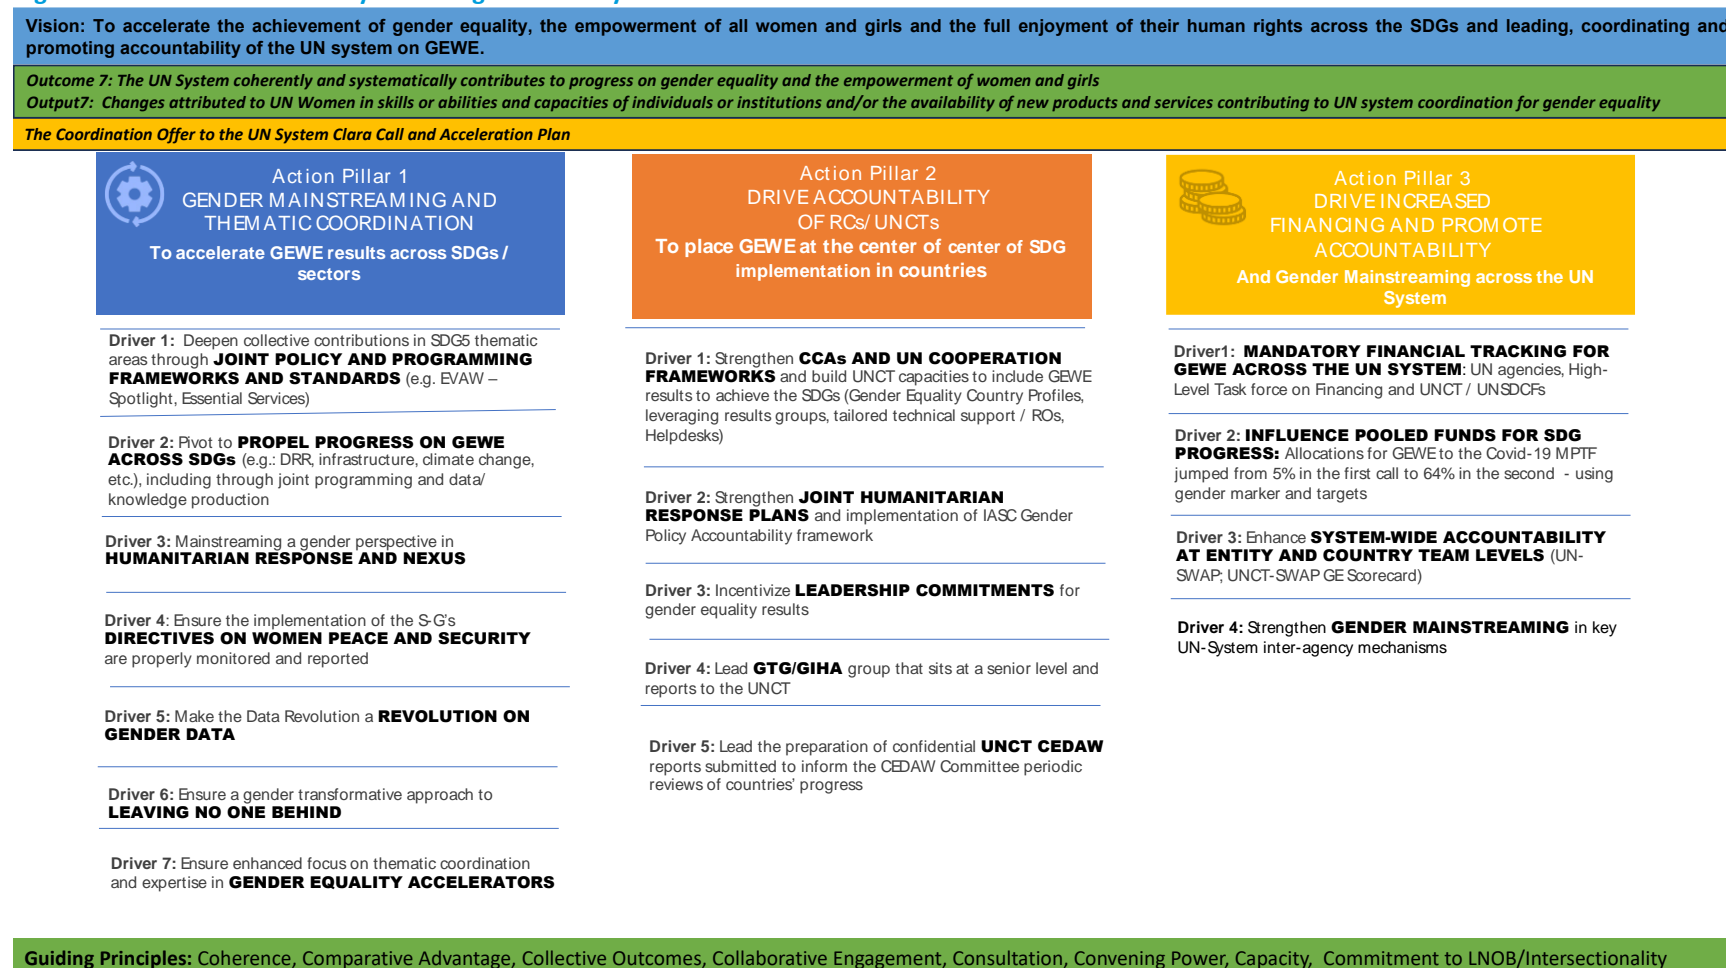 Vision: To accelerate the achievement of gender equality, the empowerment of all women and girls and the full enjoyment of their human rights across the SDGs and leading, coordinating and
promoting accountability of the UN system on GEWE.
Outcome 7: The UN System coherently and systematically contributes to progress on gender equality and the empowerment of women and girls
Output7: Changes attributed to UN Women in skills or abilities and capacities of individuals or institutions and/or the availability of new products and services contributing to UN system coordination for gender equality
The Coordination Offer to the UN System Clara Call and Acceleration Plan
Action Pillar 1
GENDER MAINSTREAMING AND
THEMATIC COORDINATION
To accelerate GEWE results across SDGs /
sectors
Driver 1: Deepen collective contributions in SDG5 thematic
areas through JOINT POLICY AND PROGRAMMING
FRAMEWORKS AND STANDARDS (e.g. EVAW –
Spotlight, Essential Services)
Driver 2: Pivot to PROPEL PROGRESS ON GEWE
ACROSS SDGs (e.g.: DRR, infrastructure, climate change,
etc.), including through joint programming and data/
knowledge production
Driver 3: Mainstreaming a gender perspective in
HUMANITARIAN RESPONSE AND NEXUS
Driver 4: Ensure the implementation of the S-G's
DIRECTIVES ON WOMEN PEACE AND SECURITY
are properly monitored and reported
Driver 5: Make the Data Revolution a REVOLUTION ON
GENDER DATA
Driver 6: Ensure a gender transformative approach to
LEAVING NO ONE BEHIND
Driver 7: Ensure enhanced focus on thematic coordination
and expertise in GENDER EQUALITY ACCELERATORS
Action Pillar 2
DRIVE ACCOUNTABILITY
OF RCs/ UNCTs
To place GEWE at the center of center of SDG
implementation in countries
Driver 1: Strengthen CCAs AND UN COOPERATION
FRAMEWORKS and build UNCT capacities to include GEWE
results to achieve the SDGs (Gender Equality Country Profiles,
leveraging results groups, tailored technical support / ROs,
Helpdesks)
Driver 2: Strengthen JOINT HUMANITARIAN
RESPONSE PLANS and implementation of IASC Gender
Policy Accountability framework
Driver 3: Incentivize LEADERSHIP COMMITMENTS for
gender equality results
Driver 4: Lead GTG/GIHA group that sits at a senior level and
reports to the UNCT
Driver 5: Lead the preparation of confidential UNCT CEDAW
reports submitted to inform the CEDAW Committee periodic
reviews of countries' progress
Action Pillar 3
DRIVE INCREASED
FINANCING AND PROMOTE
ACCOUNTABILITY
And Gender Mainstreaming across the UN
System
Driver1: MANDATORY FINANCIAL TRACKING FOR
GEWE ACROSS THE UN SYSTEM: UN agencies, High-
Level Task force on Financing and UNCT / UNSDCFs
Driver 2: INFLUENCE POOLED FUNDS FOR SDG
PROGRESS: Allocations for GEWE to the Covid-19 MPTF
jumped from 5% in the first call to 64% in the second - using
gender marker and targets
Driver 3: Enhance SYSTEM-WIDE ACCOUNTABILITY
AT ENTITY AND COUNTRY TEAM LEVELS (UN-
SWAP; UNCT-SWAP GE Scorecard)
Driver 4: Strengthen GENDER MAINSTREAMING in key
UN-System inter-agency mechanisms
Guiding Principles: Coherence, Comparative Advantage, Collective Outcomes, Collaborative Engagement, Consultation, Convening Power, Capacity, Commitment to LNOB/Intersectionality